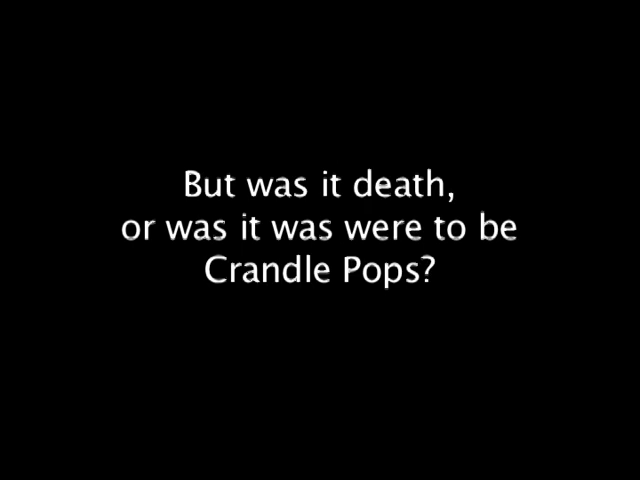 But was it death,
or was it was were to be
Crandle Pops?